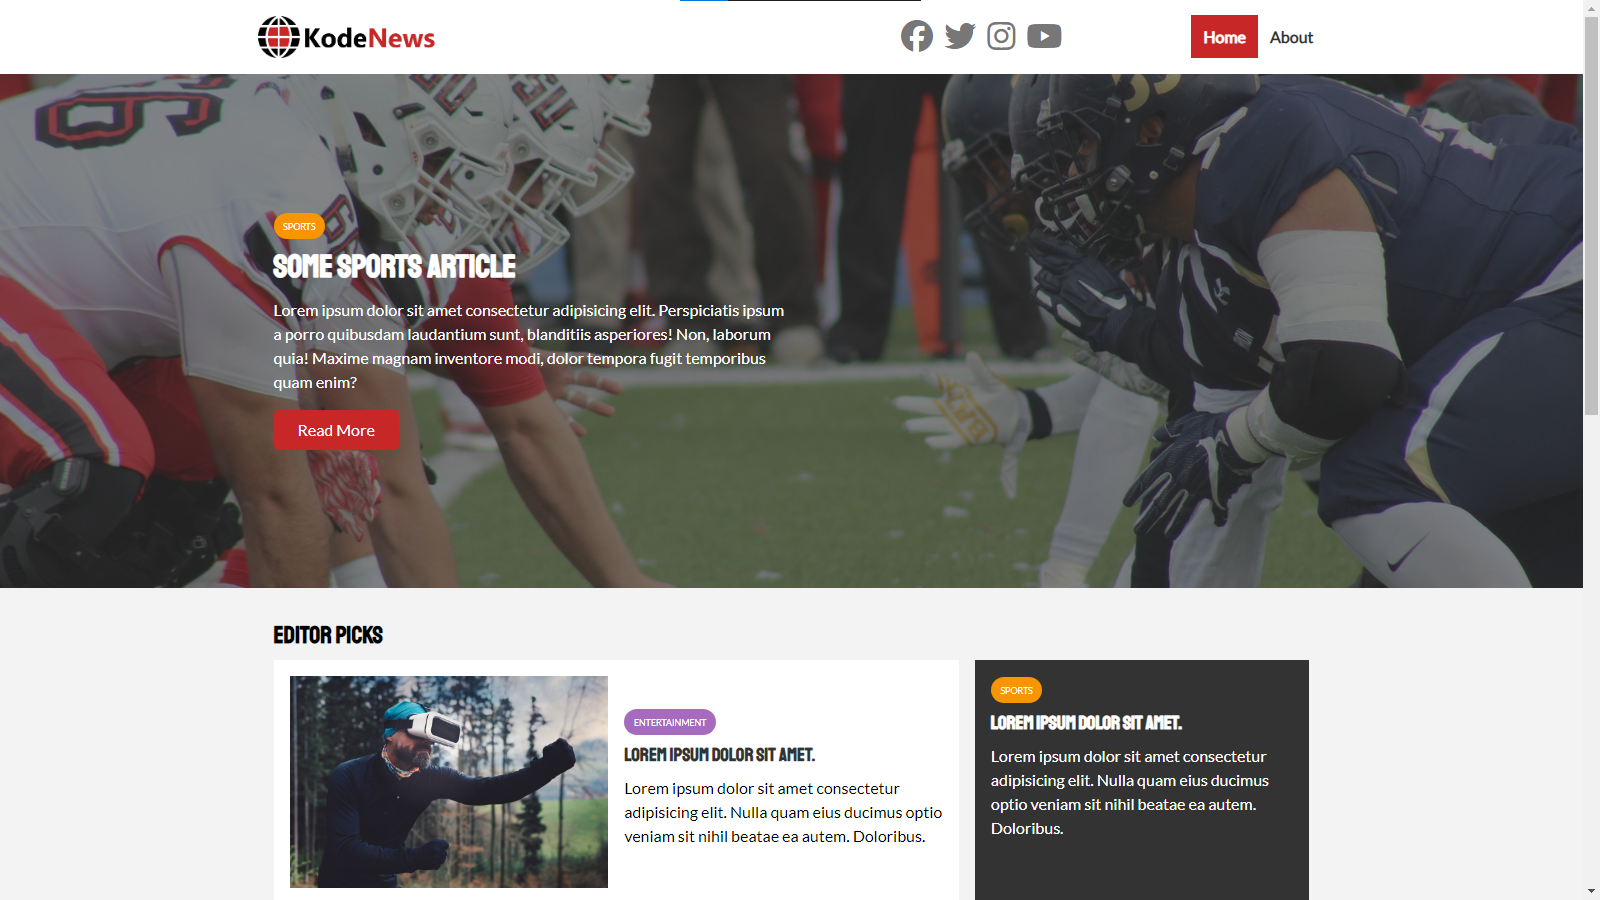 KodeNews
Home
About
SPORTS
SOME SPORTS ARTICLE
Lorem ipsum dolor sit amet consectetur adipisicing elit. Perspiciatis ipsum
a porro quibusdam laudantium sunt, blanditiis asperiores! Non, laborum
quia! Maxime magnam inventore modi, dolor tempora fugit temporibus
quam enim?
Read More
EDITOR PICKS
ENTERTAINMENT
LOREM IPSUM DOLOR SIT AMET.
Lorem ipsum dolor sit amet consectetur
adipisicing elit. Nulla quam eius ducimus optio
veniam sit nihil beatae ea autem. Doloribus.
SPORTS
LOREM IPSUM DOLOR SIT AMET.
Lorem ipsum dolor sit amet consectetur
adipisicing elit. Nulla quam eius ducimus
optio veniam sit nihil beatae ea autem.
Doloribus.